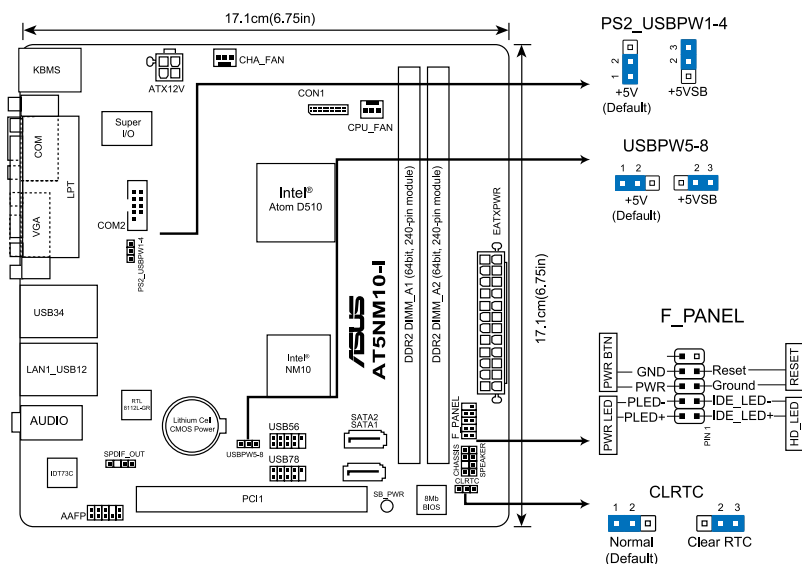 17.1cm(6.75in)
PS2_USBPW1-4
KBMS
ATX12V
CHA_FAN
3
2
2
1
1
+5V
(Default)
+5VSB
CON1
CPU_FAN
Super
I/O
COM
LPT
VGA
COM2
PS2_USBPW1-4
Intel®
Atom D510
DDR2 DIMM_A1 (64bit, 240-pin module)
DDR2 DIMM_A2 (64bit, 240-pin module)
EATXPWR
17.1cm(6.75in)
USBPW5-8
1 2
2 3
+5V
(Default)
+5VSB
USB34
ASUS
AT5NM10-I
LAN1_USB12
Intel®
NM10
RTL
8112L-GR
AUDIO
Lithium Cell
CMOS Power
USBPW5-8
USB56
USB78
SATA2
SATA1
F_PANEL
CHASSIS
SPEAKER
CLRTC
SPDIF_OUT
IDT73C
AAFP
PCI1
SB_PWR
8Mb
BIOS
F_PANEL
PWR BTN
GND
PWR
Reset
Ground
RESET
PWR LED
PLED-
PLED+
IDE_LED-
IDE_LED+
HD_LED
PIN 1
CLRTC
1 2
2 3
Normal
(Default)
Clear RTC